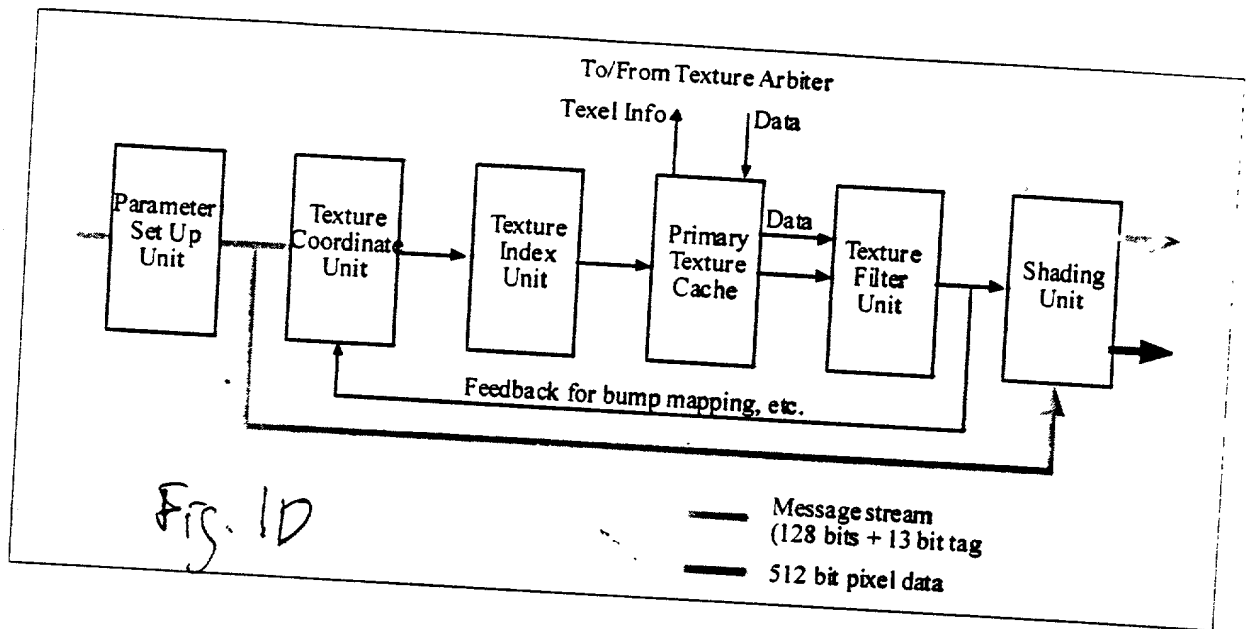 To/From Texture Arbiter
Texel Info
Data
Parameter
Set Up
Unit
Texture
Coordinate
Unit
Texture
Index
Unit
Primary
Texture
Cache
Data
Texture
Filter
Unit
Shading
Unit
Feedback for bump mapping, etc.
Fig. 1D
Message stream
(128 bits + 13 bit tag
512 bit pixel data